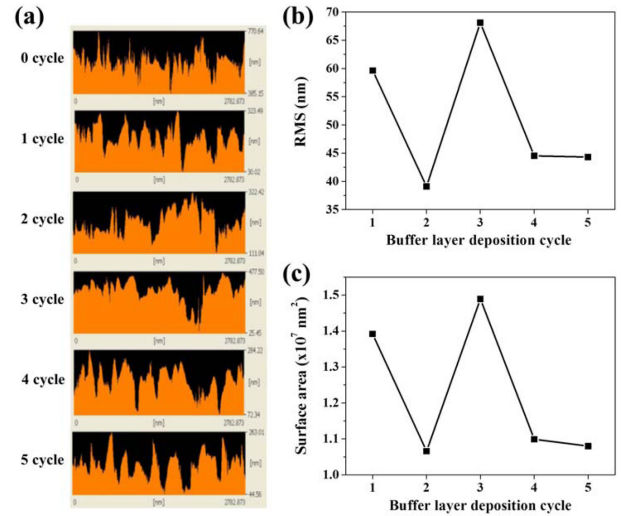 (a)
0 cycle
770.64
[nm]
385.15
0
[nm]
2782.873
1 cycle
323.49
[nm]
30.02
0
[nm]
2782.873
2 cycle
322.42
[nm]
111.04
0
[nm]
2782.873
3 cycle
477.50
[nm]
25.45
0
[nm]
2782.873
4 cycle
284.22
[nm]
72.34
0
[nm]
2782.873
5 cycle
263.01
[nm]
44.56
0
[nm]
2782.873
(b)
70
65
60
55
50
45
40
35
RMS (nm)
1 2 3 4 5
Buffer layer deposition cycle
(c)
1.5
1.4
1.3
1.2
1.1
1.0
Surface area (x10⁷ nm²)
1 2 3 4 5
Buffer layer deposition cycle